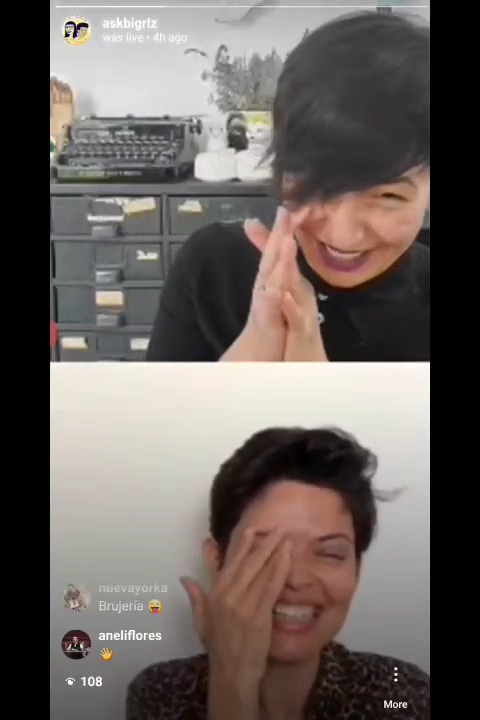 askbigrlz
was live • 4h ago
nuevayorka
Brujería 😜
aneliflores
👋
108
More